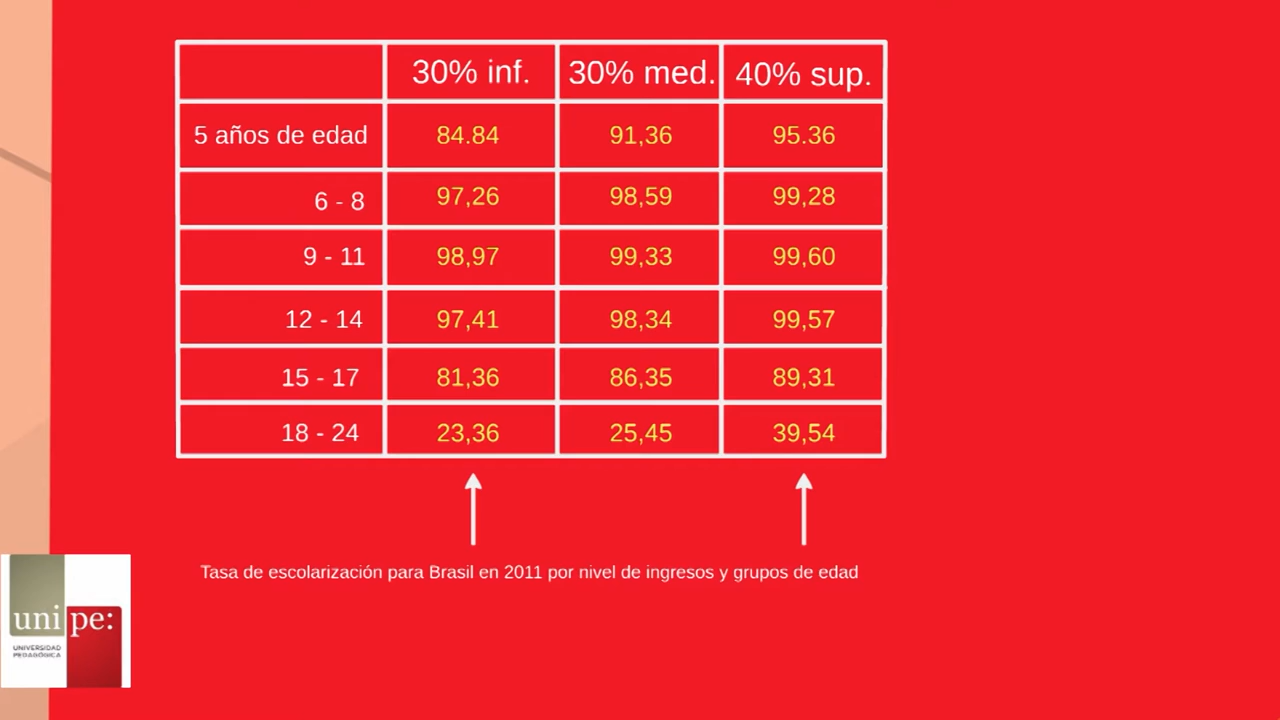 30% inf. 30% med. 40% sup.
5 años de edad 84.84 91,36 95.36
6 - 8 97,26 98,59 99,28
9 - 11 98,97 99,33 99,60
12 - 14 97,41 98,34 99,57
15 - 17 81,36 86,35 89,31
18 - 24 23,36 25,45 39,54
Tasa de escolarización para Brasil en 2011 por nivel de ingresos y grupos de edad
uni pe:
UNIVERSIDAD
PEDAGÓGICA